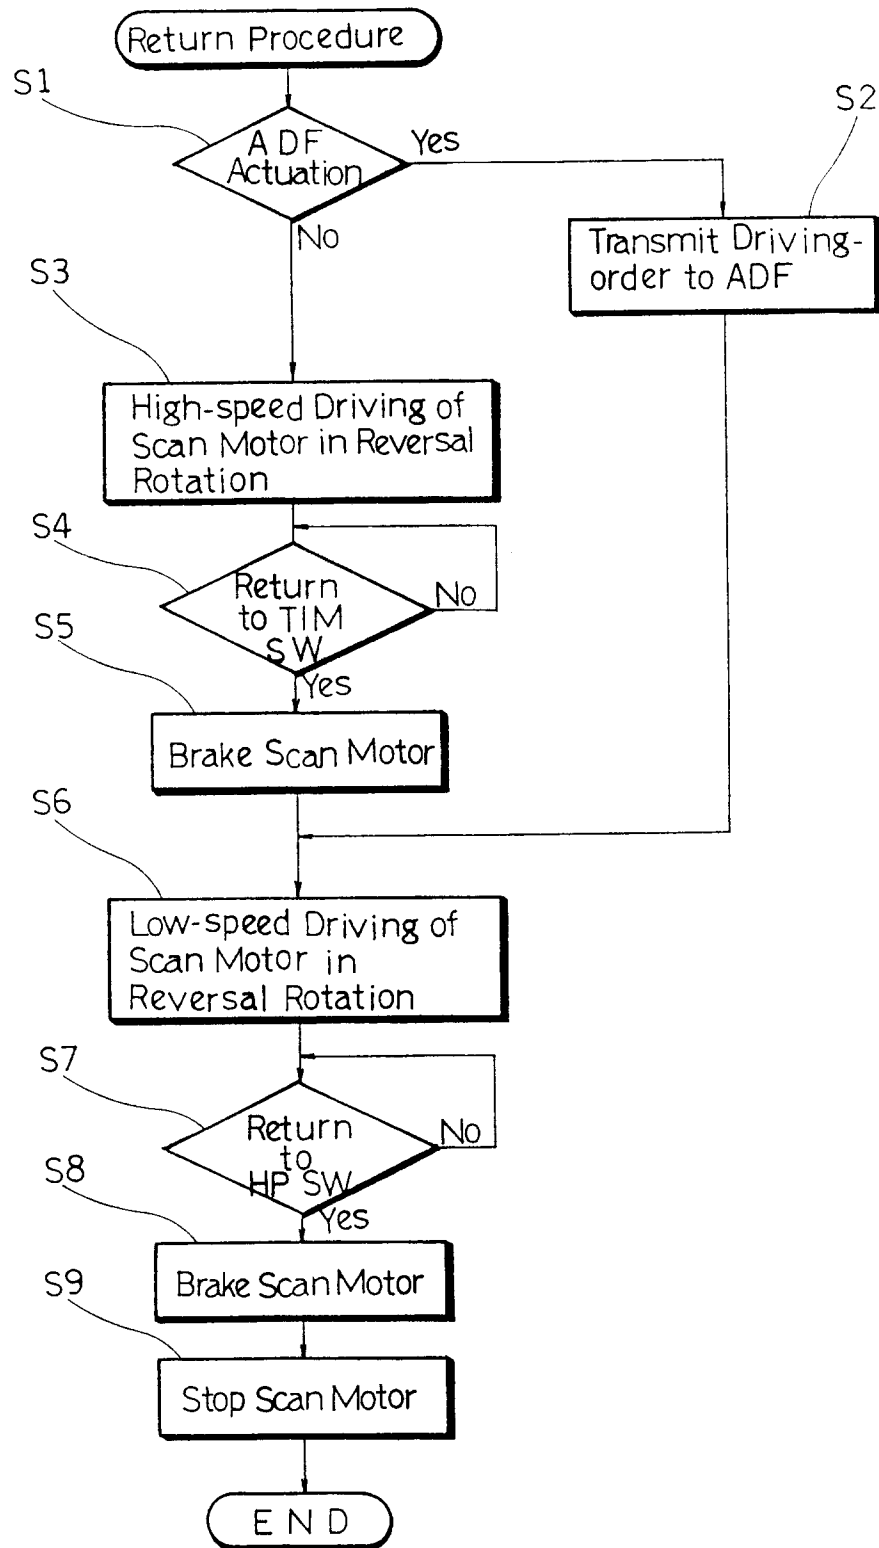 Return Procedure
S1
ADF
Actuation
Yes
S2
No
Transmit Driving-
order to ADF
S3
High-speed Driving of
Scan Motor in Reversal
Rotation
S4
Return
to TIM
SW
No
S5
Yes
Brake Scan Motor
S6
Low-speed Driving of
Scan Motor in
Reversal Rotation
S7
Return
to
HP SW
No
S8
Yes
Brake Scan Motor
S9
Stop Scan Motor
END